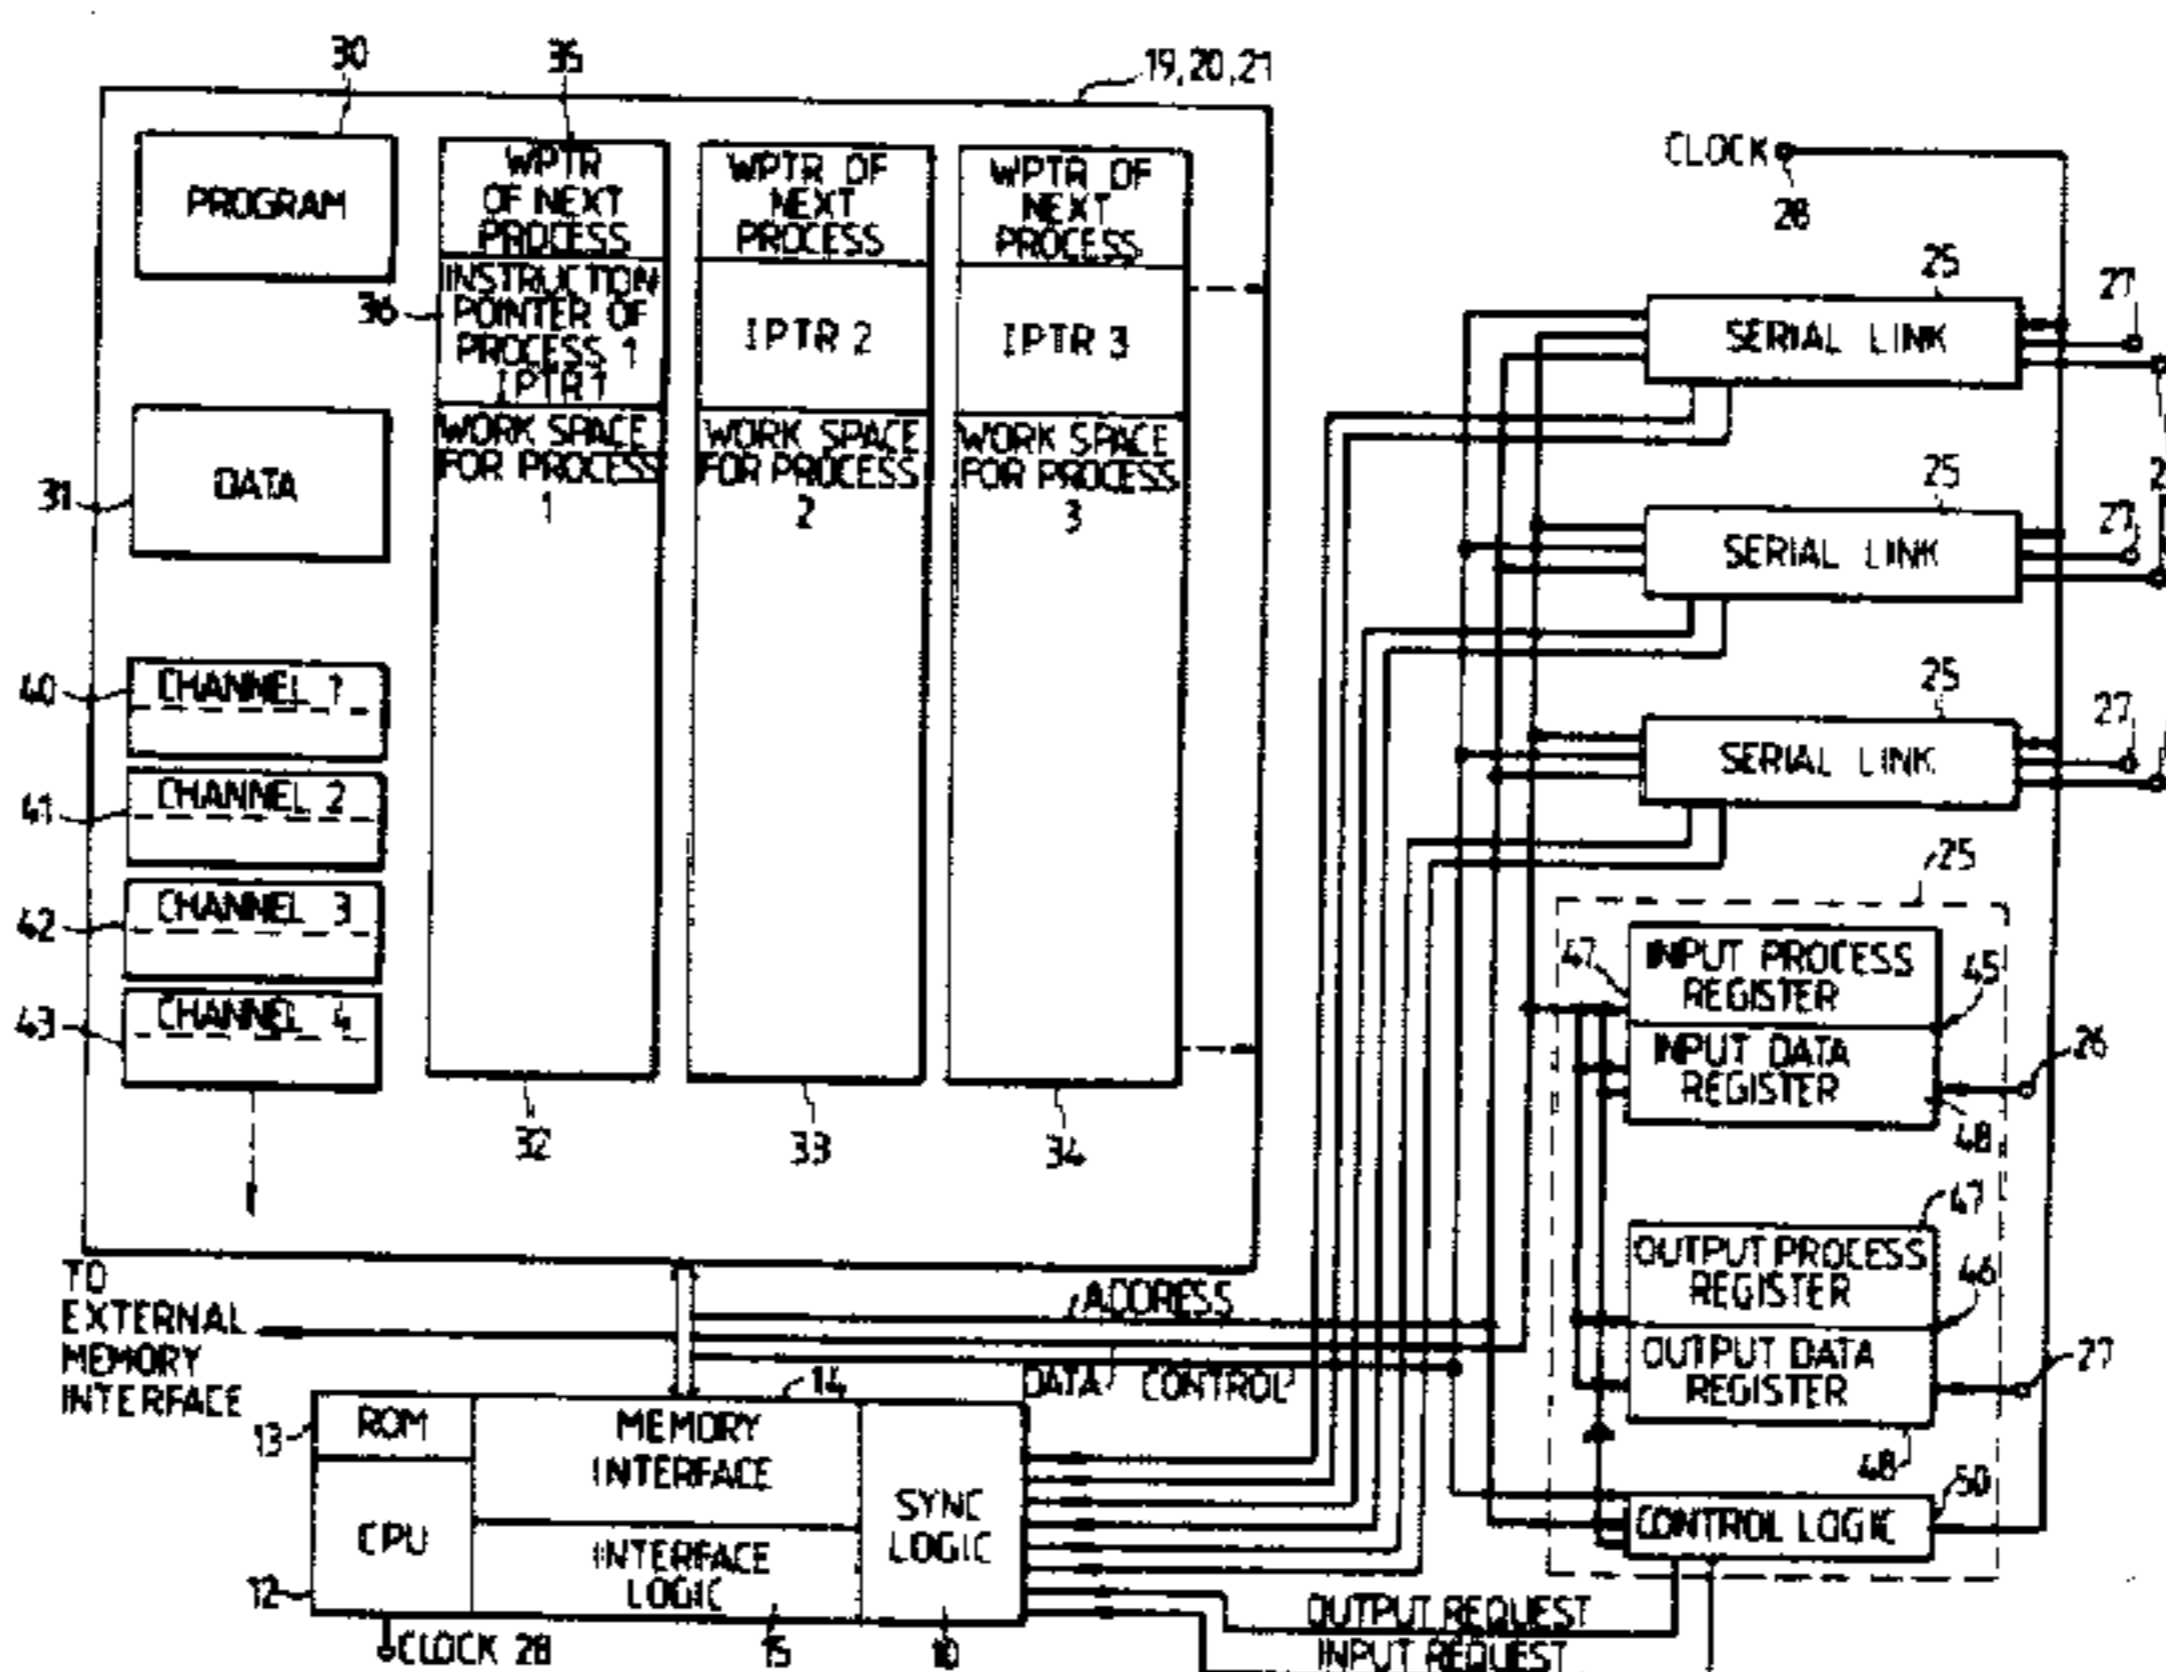 30
35
19,20,21
PROGRAM
WPTR
OF NEXT
PROCESS
WPTR OF
NEXT
PROCESS
WPTR OF
NEXT
PROCESS
CLOCK
28
36
INSTRUCTION
POINTER OF
PROCESS 1
IPTR 1
IPTR 2
IPTR 3
25
SERIAL LINK
27
31
DATA
WORK SPACE
FOR PROCESS
1
WORK SPACE
FOR PROCESS
2
WORK SPACE
FOR PROCESS
3
25
SERIAL LINK
27
40
CHANNEL 1
25
SERIAL LINK
27
41
CHANNEL 2
42
CHANNEL 3
43
CHANNEL 4
25
47
INPUT PROCESS
REGISTER
45
INPUT DATA
REGISTER
26
48
32
33
34
47
OUTPUT PROCESS
REGISTER
46
OUTPUT DATA
REGISTER
27
48
TO
EXTERNAL
MEMORY
INTERFACE
ADDRESS
DATA
CONTROL
14
13
ROM
MEMORY
INTERFACE
SYNC
LOGIC
50
CONTROL LOGIC
CPU
INTERFACE
LOGIC
12
CLOCK 28
15
10
OUTPUT REQUEST
INPUT REQUEST